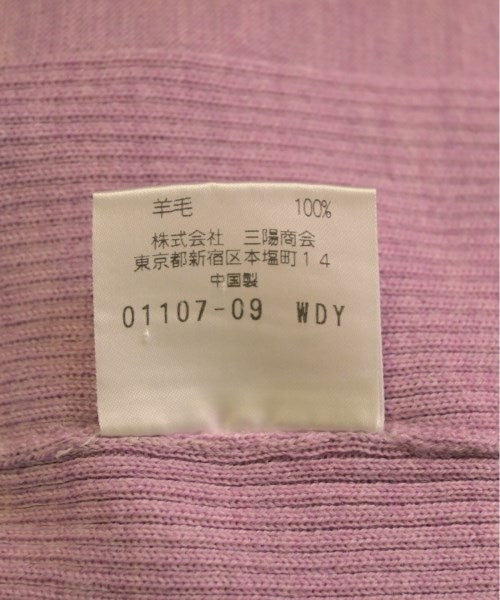 羊毛 100%
株式会社 三陽商会
東京都新宿区本塩町14
中国製
01107-09 WDY